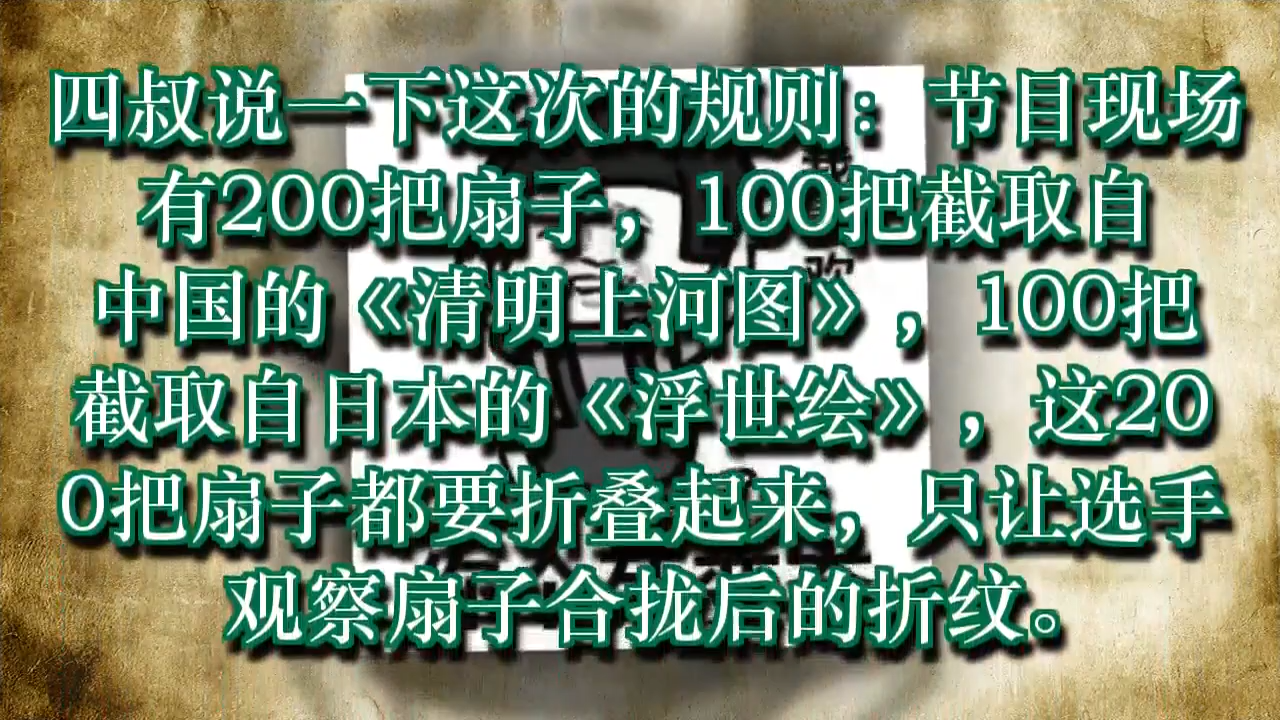 四叔说一下这次的规则：节目现场
有200把扇子，100把截取自
中国的《清明上河图》，100把
截取自日本的《浮世绘》，这20
0把扇子都要折叠起来，只让选手
观察扇子合拢后的折纹。